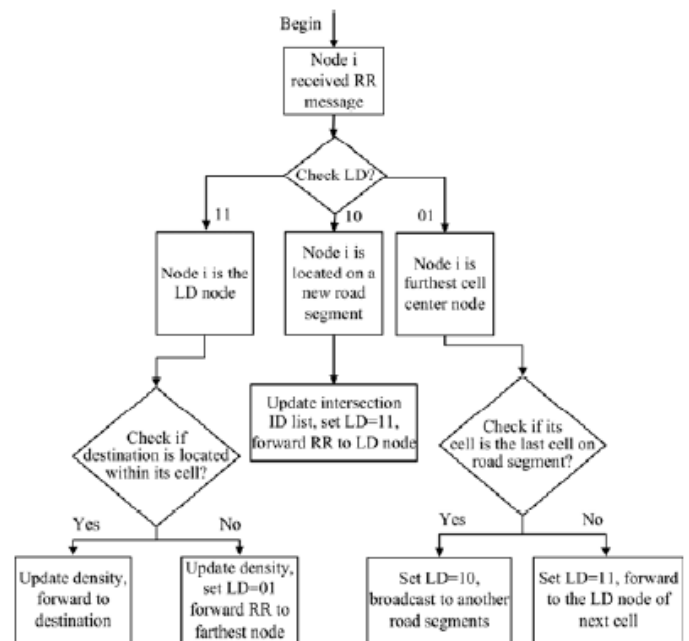 Begin
Node i
received RR
message
Check LD?
11
10
01
Node i is the
LD node
Node i is
located on a
new road
segment
Node i is
furthest cell
center node
Update intersection
ID list, set LD=11,
forward RR to LD node
Check if
destination is located
within its cell?
Check if its
cell is the last cell on
road segment?
Yes
No
Yes
No
Update density,
forward to
destination
Update density,
set LD=01
forward RR to
farthest node
Set LD=10,
broadcast to another
road segments
Set LD=11, forward
to the LD node of
next cell